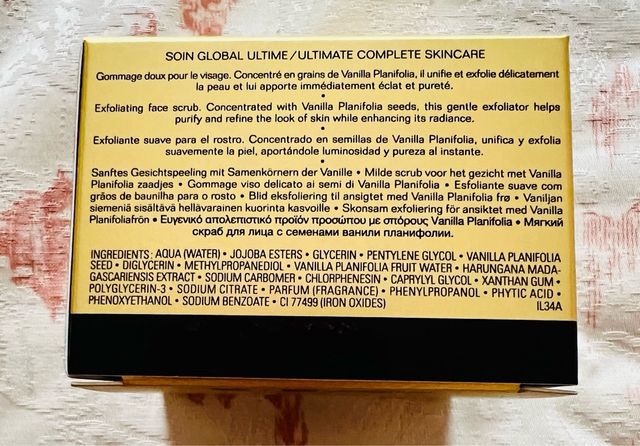 SOIN GLOBAL ULTIME/ULTIMATE COMPLETE SKINCARE
Gommage doux pour le visage. Concentré en grains de Vanilla Planifolia, il unifie et exfolie délicatement
la peau et lui apporte immédiatement éclat et pureté.
•
Exfoliating face scrub. Concentrated with Vanilla Planifolia seeds, this gentle exfoliator helps
purify and refine the look of skin while enhancing its radiance.
•
Exfoliante suave para el rostro. Concentrado en semillas de Vanilla Planifolia, unifica y exfolia
suavemente la piel, aportándole luminosidad y pureza al instante.
•
Sanftes Gesichtspeeling mit Samenkörnern der Vanille • Milde scrub voor het gezicht met Vanilla
Planifolia zaadjes • Gommage viso delicato ai semi di Vanilla Planifolia • Esfoliante suave com
grãos de baunilha para o rosto • Blid eksfoliering til ansigtet med Vanilla Planifolia frø • Vaniljan
siemeniä sisältävä hellävarainen kuorinta kasvoille • Skonsam exfoliering för ansiktet med Vanilla
Planifoliafrön • Ευγενικό απολεπιστικό προϊόν προσώπου με σπόρους Vanilla Planifolia • Мягкий
скраб для лица с семенами ванили планифолии.
INGREDIENTS: AQUA (WATER) • JOJOBA ESTERS • GLYCERIN • PENTYLENE GLYCOL • VANILLA PLANIFOLIA
SEED • DIGLYCERIN • METHYLPROPANEDIOL • VANILLA PLANIFOLIA FRUIT WATER • HARUNGANA MADA-
GASCARIENSIS EXTRACT • SODIUM CARBOMER • CHLORPHENESIN • CAPRYLYL GLYCOL • XANTHAN GUM •
POLYGLYCERIN-3 • SODIUM CITRATE • PARFUM (FRAGRANCE) • PHENYLPROPANOL • PHYTIC ACID •
PHENOXYETHANOL • SODIUM BENZOATE • CI 77499 (IRON OXIDES) IL34A